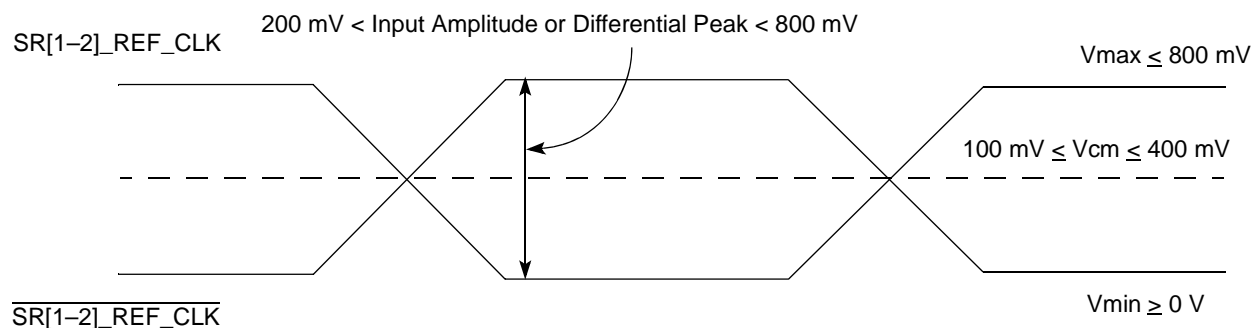 200 mV < Input Amplitude or Differential Peak < 800 mV
SR[1–2]_REF_CLK
Vmax ≤ 800 mV
100 mV ≤ Vcm ≤ 400 mV
Vmin ≥ 0 V
SR[1–2]_REF_CLK